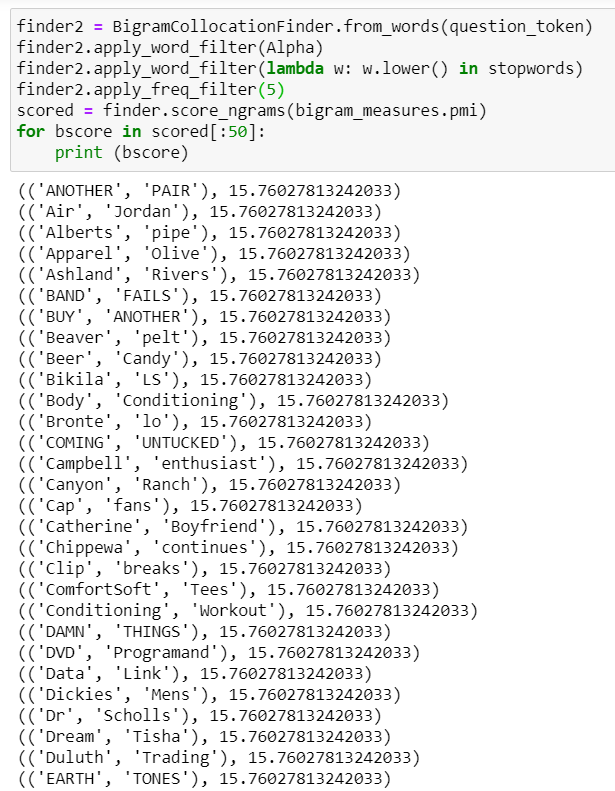 finder2 = BigramCollocationFinder.from_words(question_token)
finder2.apply_word_filter(Alpha)
finder2.apply_word_filter(lambda w: w.lower() in stopwords)
finder2.apply_freq_filter(5)
scored = finder.score_ngrams(bigram_measures.pmi)
for bscore in scored[:50]:
    print (bscore)
(('ANOTHER', 'PAIR'), 15.76027813242033)
(('Air', 'Jordan'), 15.76027813242033)
(('Alberts', 'pipe'), 15.76027813242033)
(('Apparel', 'Olive'), 15.76027813242033)
(('Ashland', 'Rivers'), 15.76027813242033)
(('BAND', 'FAILS'), 15.76027813242033)
(('BUY', 'ANOTHER'), 15.76027813242033)
(('Beaver', 'pelt'), 15.76027813242033)
(('Beer', 'Candy'), 15.76027813242033)
(('Bikila', 'LS'), 15.76027813242033)
(('Body', 'Conditioning'), 15.76027813242033)
(('Bronte', 'lo'), 15.76027813242033)
(('COMING', 'UNTUCKED'), 15.76027813242033)
(('Campbell', 'enthusiast'), 15.76027813242033)
(('Canyon', 'Ranch'), 15.76027813242033)
(('Cap', 'fans'), 15.76027813242033)
(('Catherine', 'Boyfriend'), 15.76027813242033)
(('Chippewa', 'continues'), 15.76027813242033)
(('Clip', 'breaks'), 15.76027813242033)
(('ComfortSoft', 'Tees'), 15.76027813242033)
(('Conditioning', 'Workout'), 15.76027813242033)
(('DAMN', 'THINGS'), 15.76027813242033)
(('DVD', 'Programand'), 15.76027813242033)
(('Data', 'Link'), 15.76027813242033)
(('Dickies', 'Mens'), 15.76027813242033)
(('Dr', 'Scholls'), 15.76027813242033)
(('Dream', 'Tisha'), 15.76027813242033)
(('Duluth', 'Trading'), 15.76027813242033)
(('EARTH', 'TONES'), 15.76027813242033)